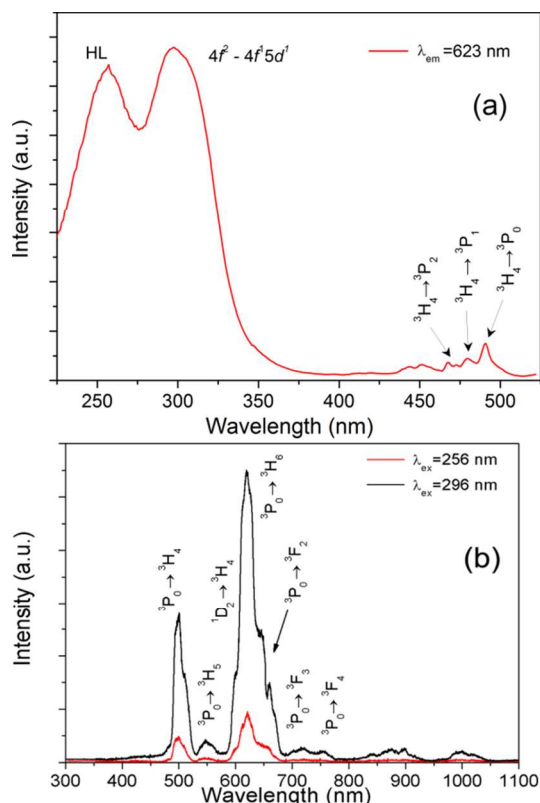 HL
4f² - 4f¹5d¹
λem=623 nm
(a)
³H₄→³P₂
³H₄→³P₁
³H₄→³P₀
Intensity (a.u.)
250 300 350 400 450 500
Wavelength (nm)
λex=256 nm
λex=296 nm
(b)
³P₀→³H₄
³P₀→³H₅
¹D₂→³H₄
³P₀→³H₆
³P₀→³F₂
³P₀→³F₃
³P₀→³F₄
Intensity (a.u.)
300 400 500 600 700 800 900 1000 1100
Wavelength (nm)